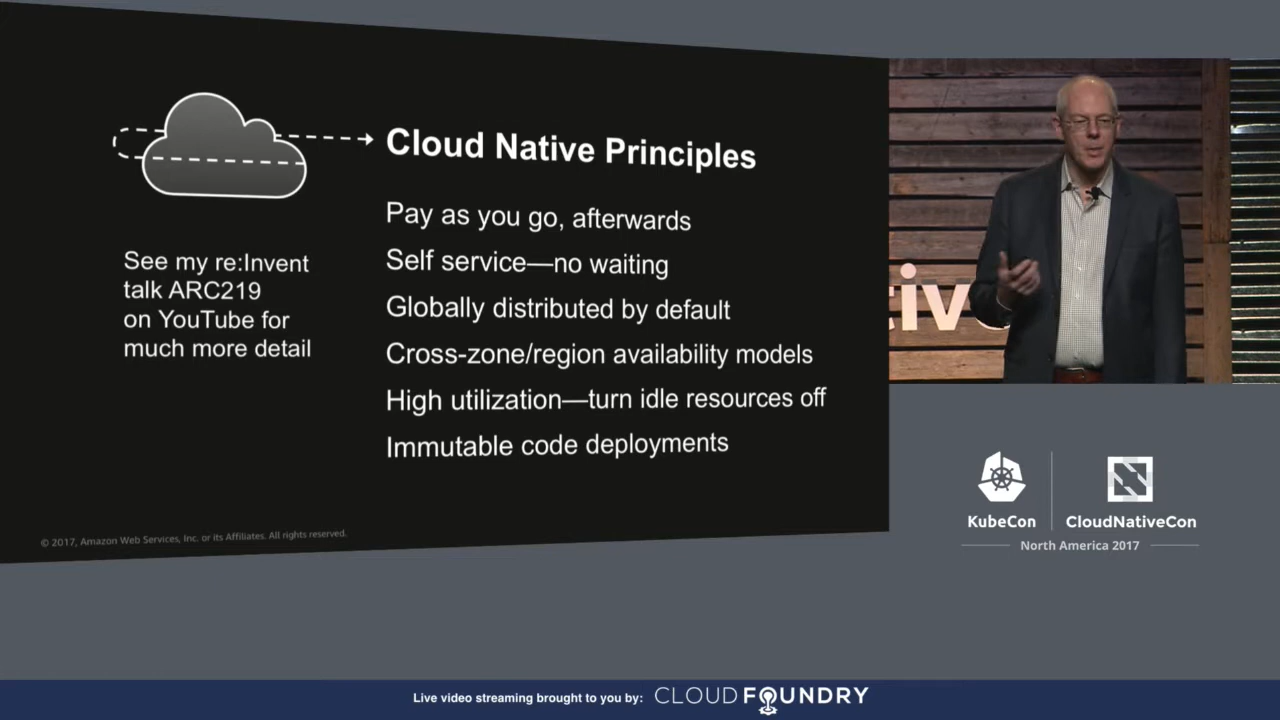 Cloud Native Principles
See my re:Invent
talk ARC219
on YouTube for
much more detail
Pay as you go, afterwards
Self service—no waiting
Globally distributed by default
Cross-zone/region availability models
High utilization—turn idle resources off
Immutable code deployments
© 2017, Amazon Web Services, Inc. or its Affiliates. All rights reserved.
tive
KubeCon
CloudNativeCon
North America 2017
Live video streaming brought to you by: CLOUD FOUNDRY